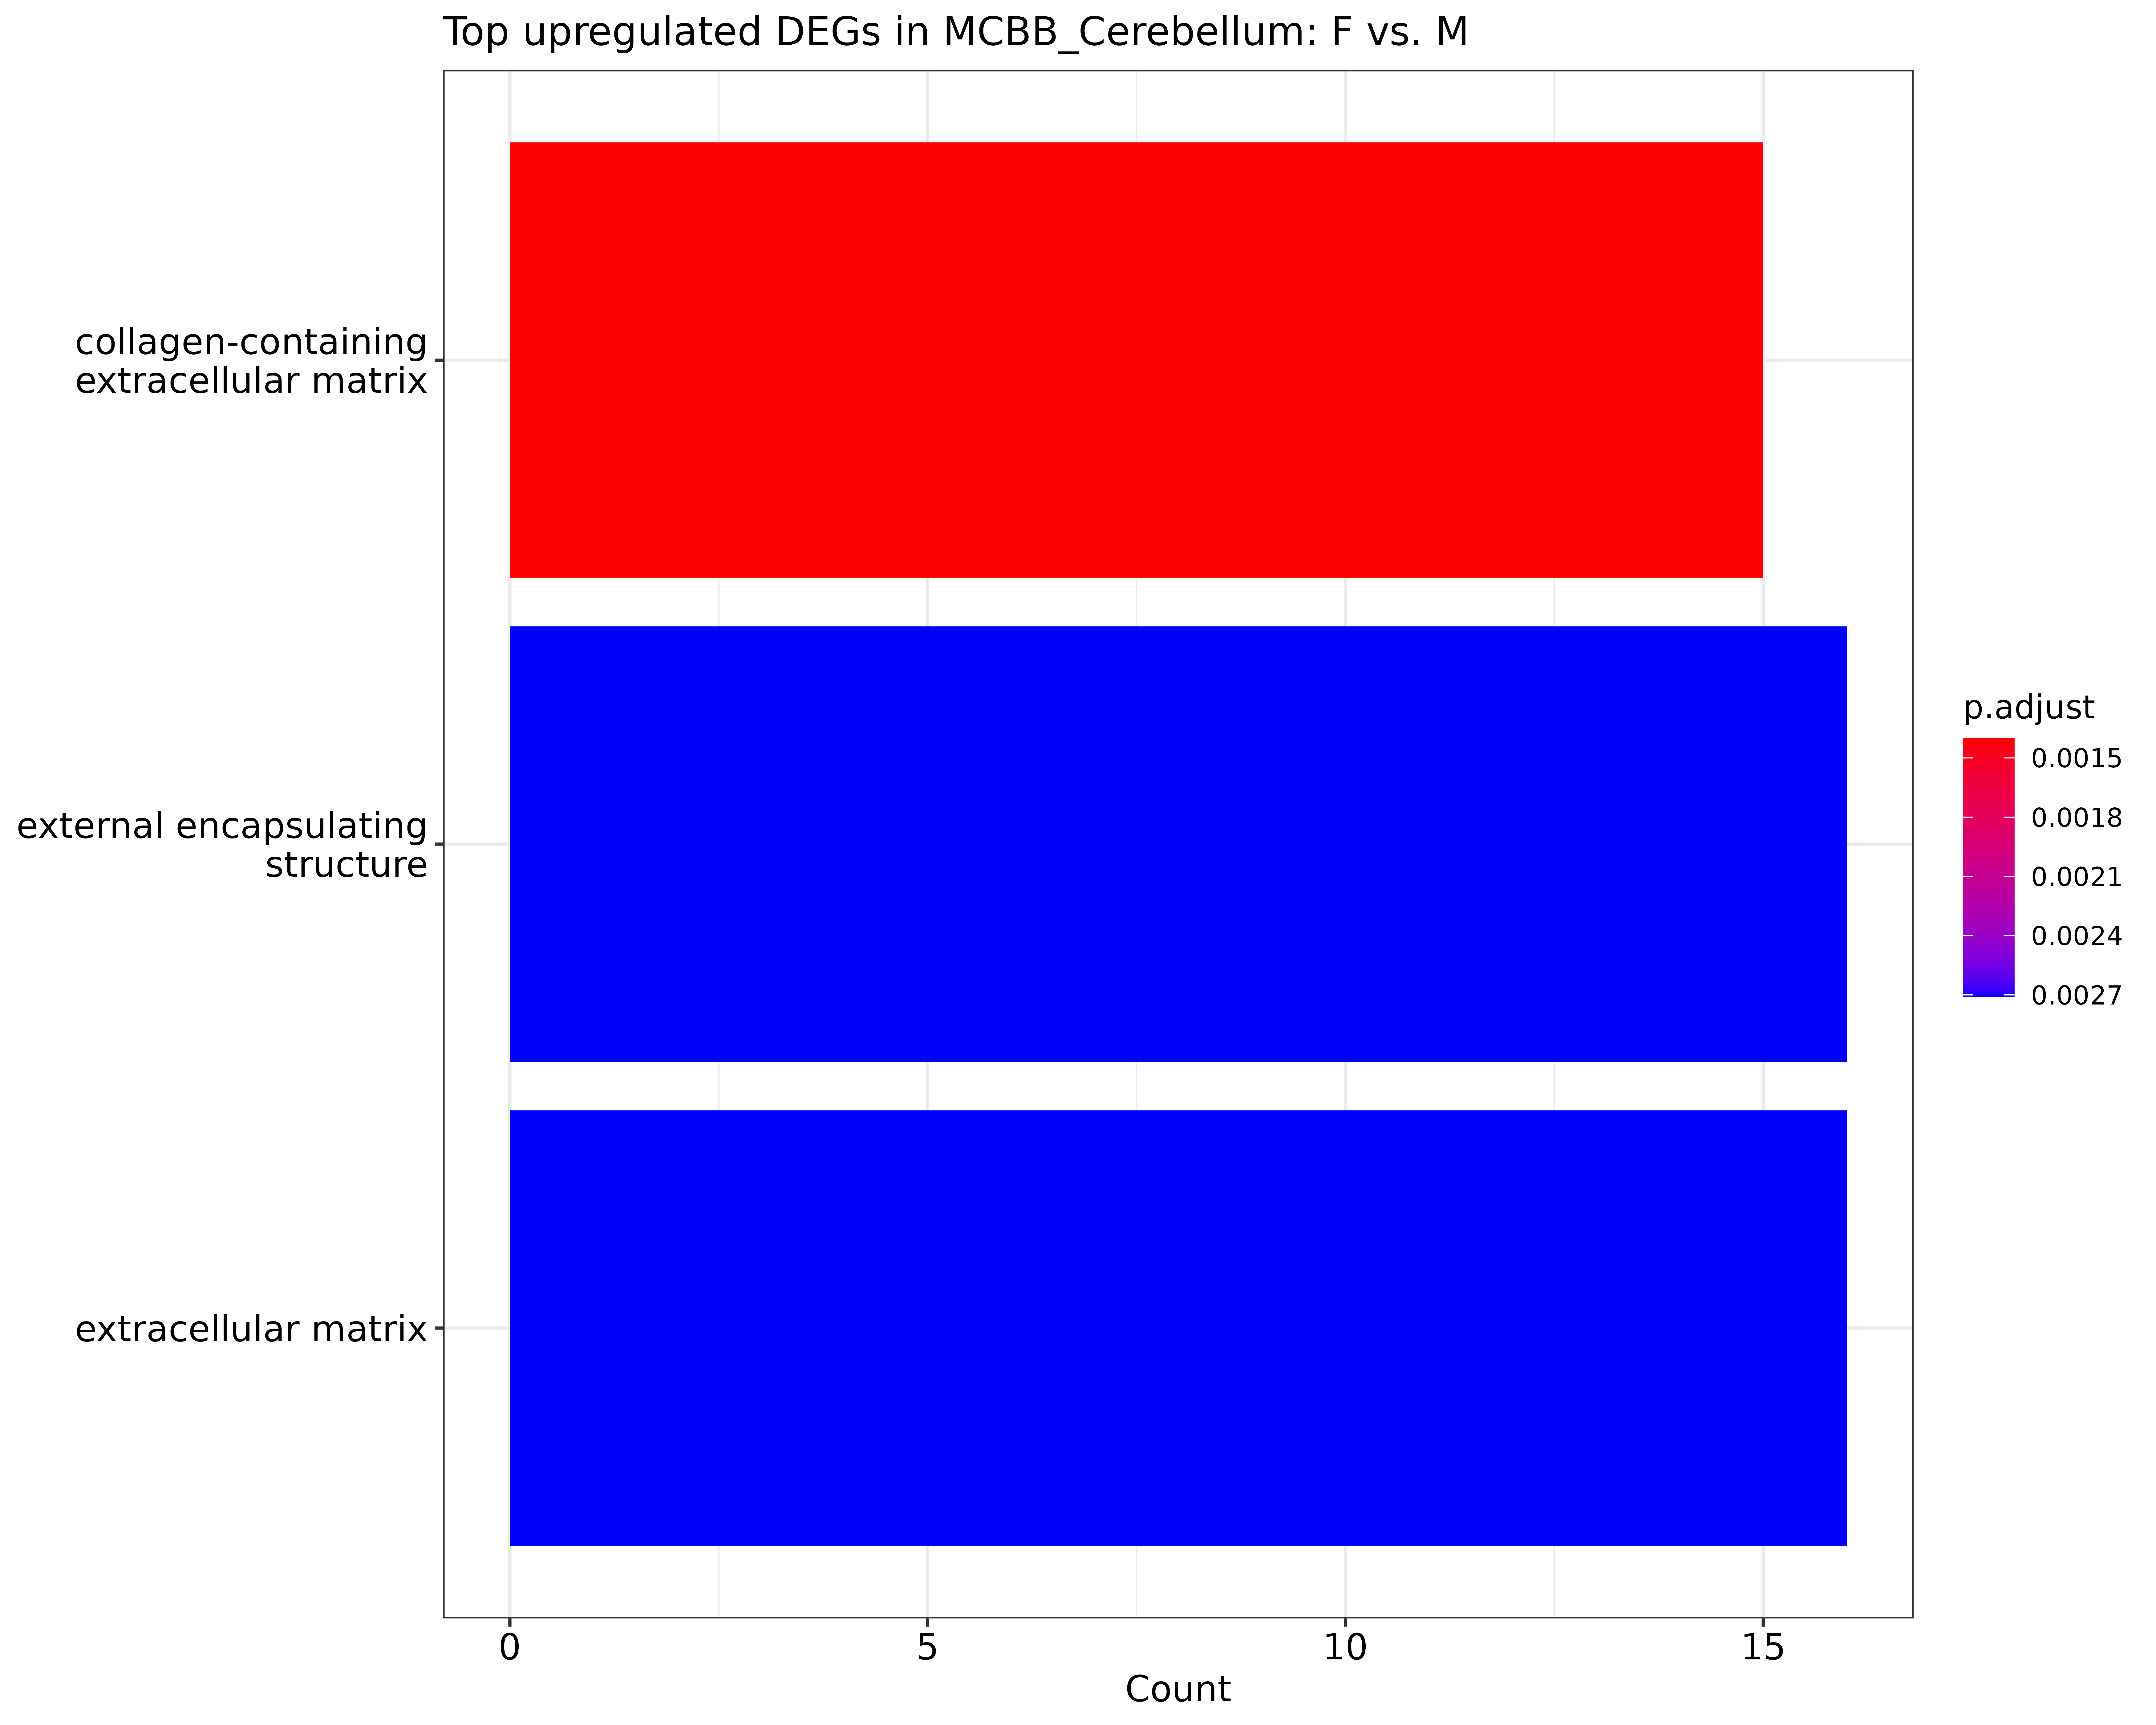 Top upregulated DEGs in MCBB_Cerebellum: F vs. M
collagen-containing
extracellular matrix
external encapsulating
structure
extracellular matrix
0
5
10
15
Count
p.adjust
0.0015
0.0018
0.0021
0.0024
0.0027